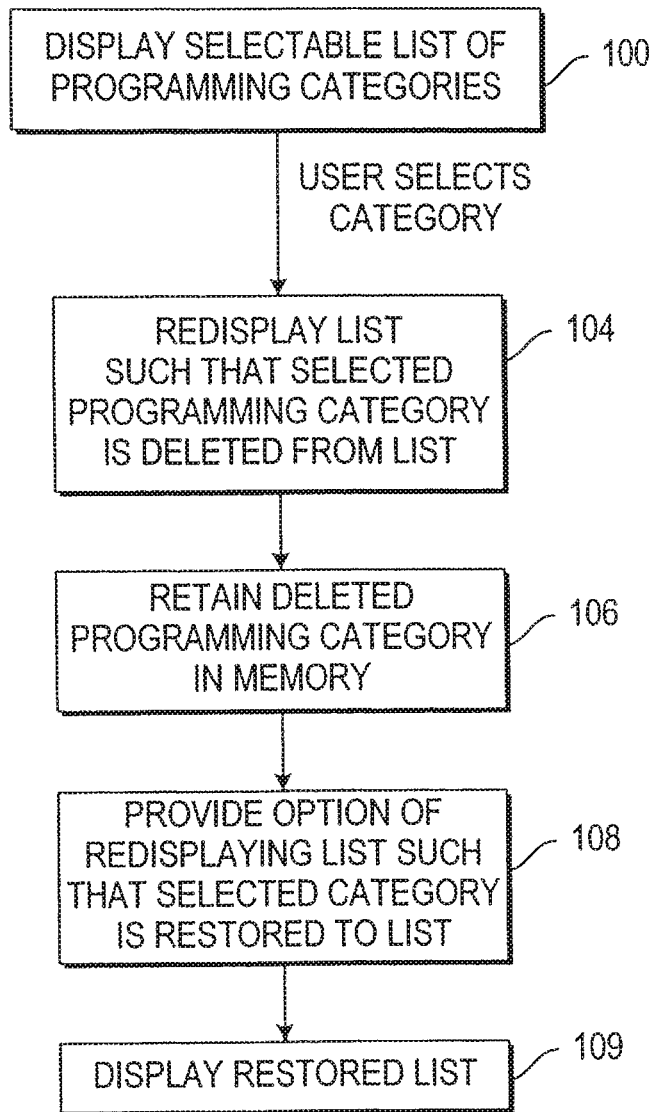 DISPLAY SELECTABLE LIST OF
PROGRAMMING CATEGORIES
100
USER SELECTS
CATEGORY
REDISPLAY LIST
SUCH THAT SELECTED
PROGRAMMING CATEGORY
IS DELETED FROM LIST
104
RETAIN DELETED
PROGRAMMING CATEGORY
IN MEMORY
106
PROVIDE OPTION OF
REDISPLAYING LIST SUCH
THAT SELECTED CATEGORY
IS RESTORED TO LIST
108
DISPLAY RESTORED LIST
109